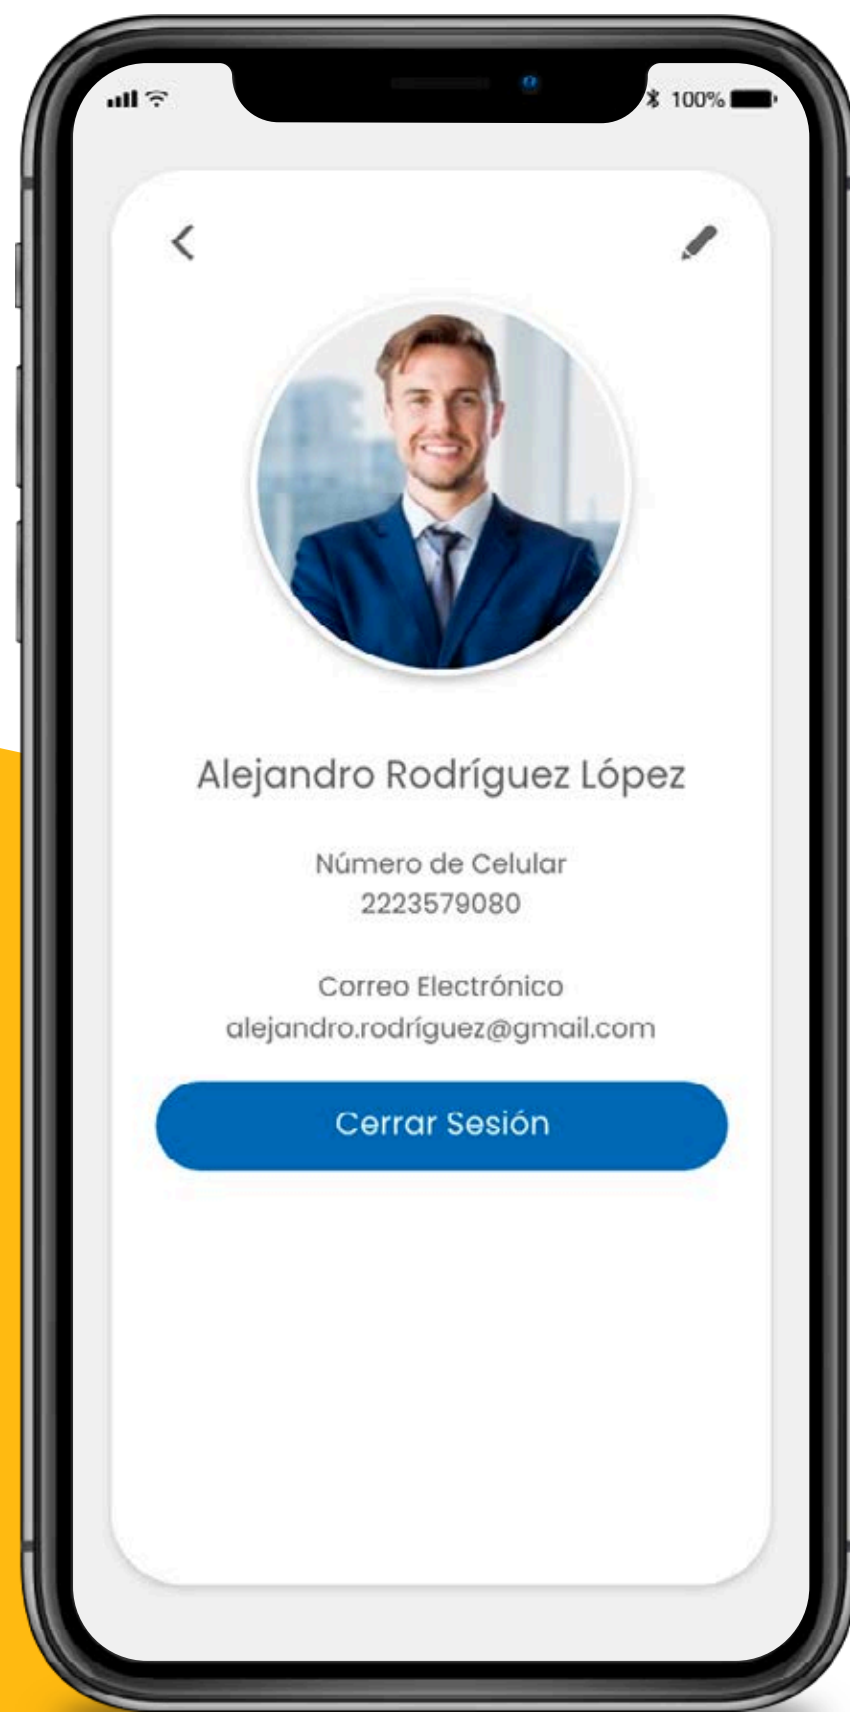 100%
Alejandro Rodríguez López
Número de Celular
2223579080
Correo Electrónico
alejandro.rodríguez@gmail.com
Cerrar Sesión